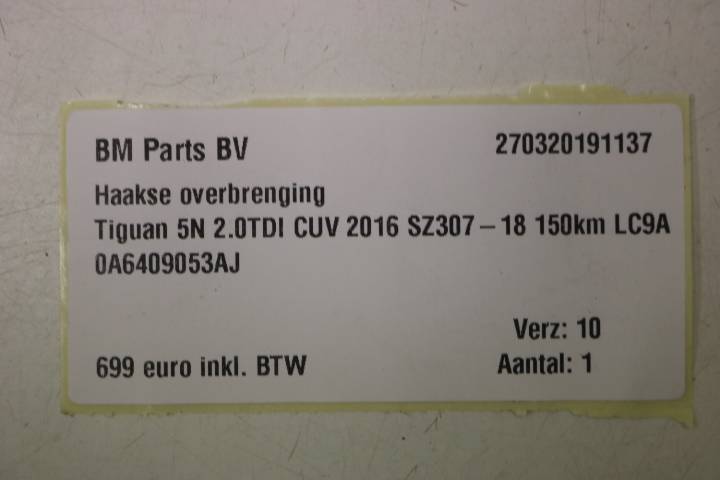 BM Parts BV 270320191137
Haakse overbrenging
Tiguan 5N 2.0TDI CUV 2016 SZ307-18 150km LC9A
0A6409053AJ
Verz: 10
699 euro inkl. BTW Aantal: 1